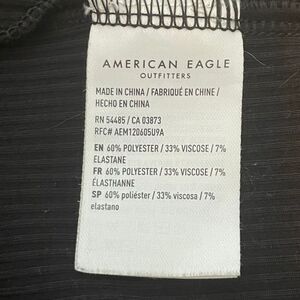 AMERICAN EAGLE
OUTFITTERS
MADE IN CHINA / FABRIQUÉ EN CHINE /
HECHO EN CHINA
RN 54485 / CA 03873
RFC# AEM120605U9A
EN 60% POLYESTER / 33% VISCOSE / 7%
ELASTANE
FR 60% POLYESTER / 33% VISCOSE / 7%
ÉLASTHANNE
SP 60% poliéster / 33% viscosa / 7%
elastano